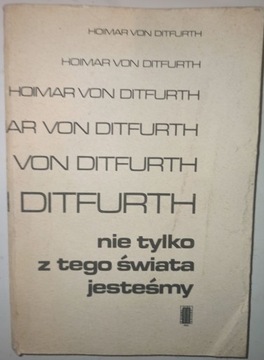 HOIMAR VON DITFURTH
HOIMAR VON DITFURTH
HOIMAR VON DITFURTH
AR VON DITFURTH
VON DITFURTH
DITFURTH
nie tylko
z tego świata
jesteśmy